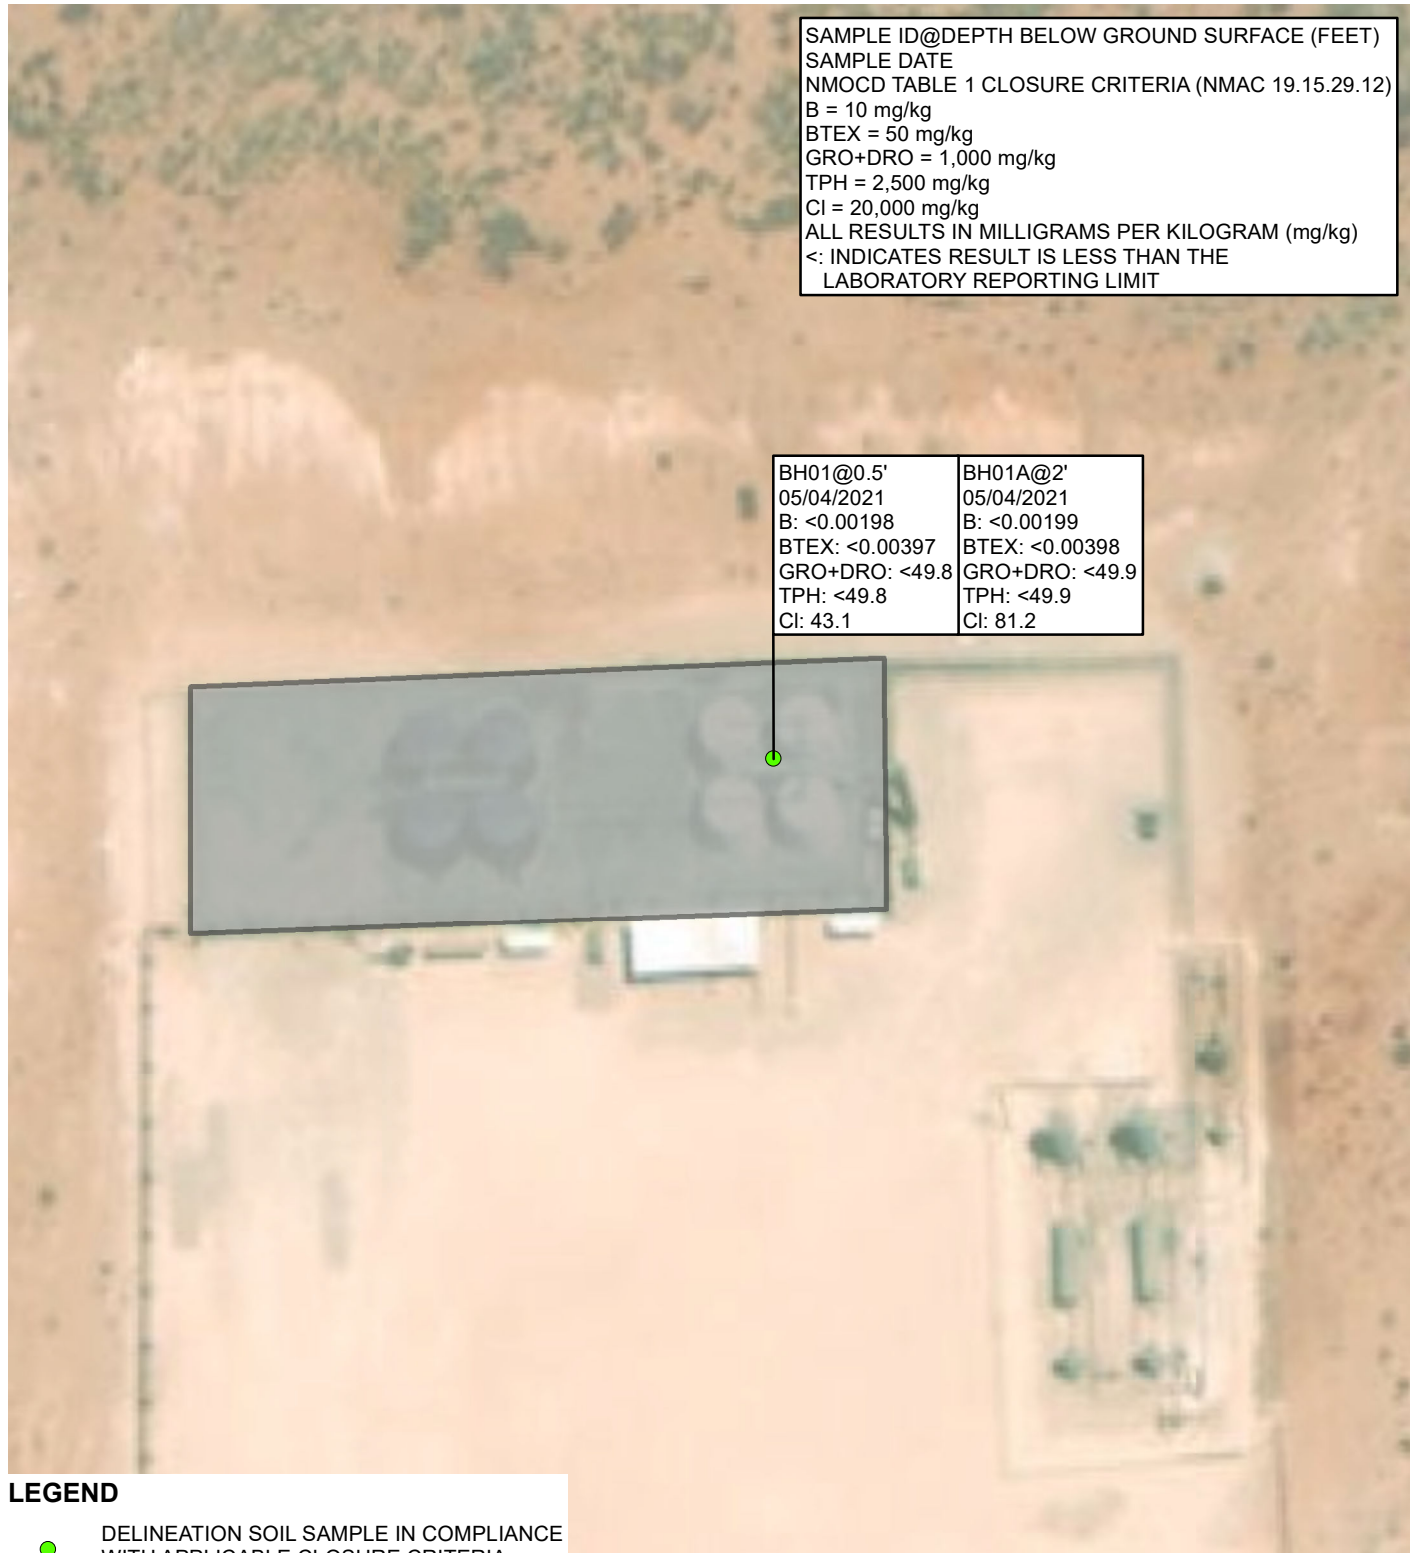 SAMPLE ID@DEPTH BELOW GROUND SURFACE (FEET)
SAMPLE DATE
NMOCD TABLE 1 CLOSURE CRITERIA (NMAC 19.15.29.12)
B = 10 mg/kg
BTEX = 50 mg/kg
GRO+DRO = 1,000 mg/kg
TPH = 2,500 mg/kg
Cl = 20,000 mg/kg
ALL RESULTS IN MILLIGRAMS PER KILOGRAM (mg/kg)
<: INDICATES RESULT IS LESS THAN THE
LABORATORY REPORTING LIMIT
BH01@0.5'
05/04/2021
B: <0.00198
BTEX: <0.00397
GRO+DRO: <49.8
TPH: <49.8
Cl: 43.1
BH01A@2'
05/04/2021
B: <0.00199
BTEX: <0.00398
GRO+DRO: <49.9
TPH: <49.9
Cl: 81.2
LEGEND
DELINEATION SOIL SAMPLE IN COMPLIANCE
WITH APPLICABLE CLOSURE CRITERIA